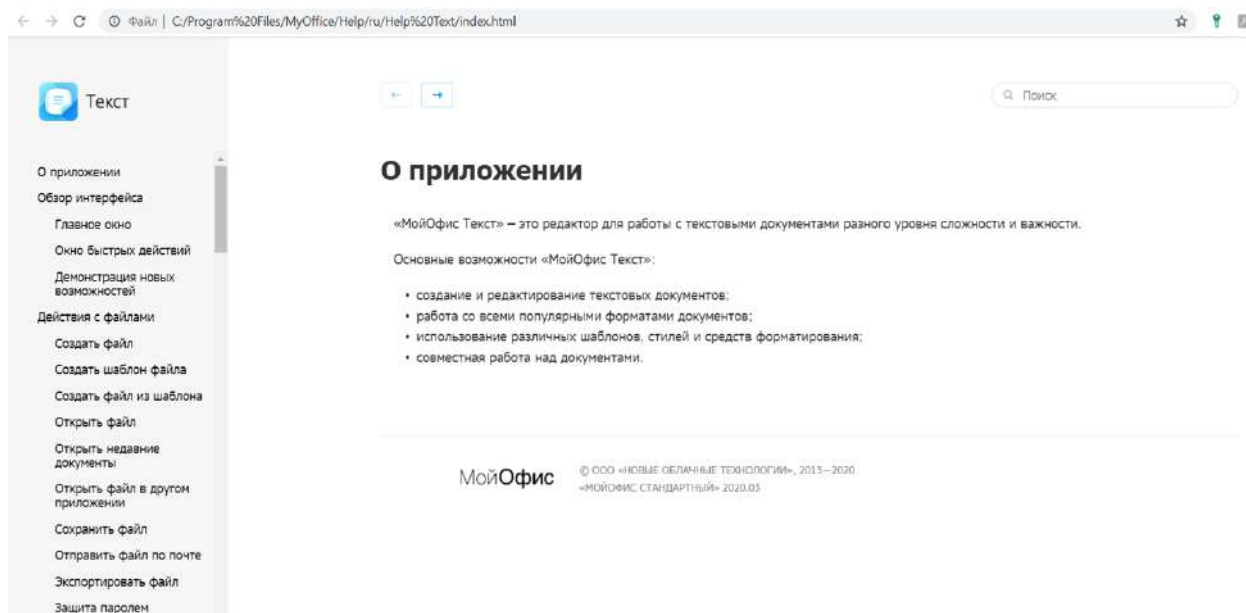 Файл | C:/Program%20Files/MyOffice/Help/ru/Help%20Text/index.html
Текст
Поиск
О приложении
Обзор интерфейса
Главное окно
Окно быстрых действий
Демонстрация новых
возможностей
Действия с файлами
Создать файл
Создать шаблон файла
Создать файл из шаблона
Открыть файл
Открыть недавние
документы
Открыть файл в другом
приложении
Сохранить файл
Отправить файл по почте
Экспортировать файл
Защита паролем
О приложении
«МойОфис Текст» – это редактор для работы с текстовыми документами разного уровня сложности и важности.
Основные возможности «МойОфис Текст»:
• создание и редактирование текстовых документов;
• работа со всеми популярными форматами документов;
• использование различных шаблонов, стилей и средств форматирования;
• совместная работа над документами.
МойОфис
© ООО «НОВЫЕ ОБЛАЧНЫЕ ТЕХНОЛОГИИ», 2013–2020
«МОЙОФИС СТАНДАРТНЫЙ» 2020.03